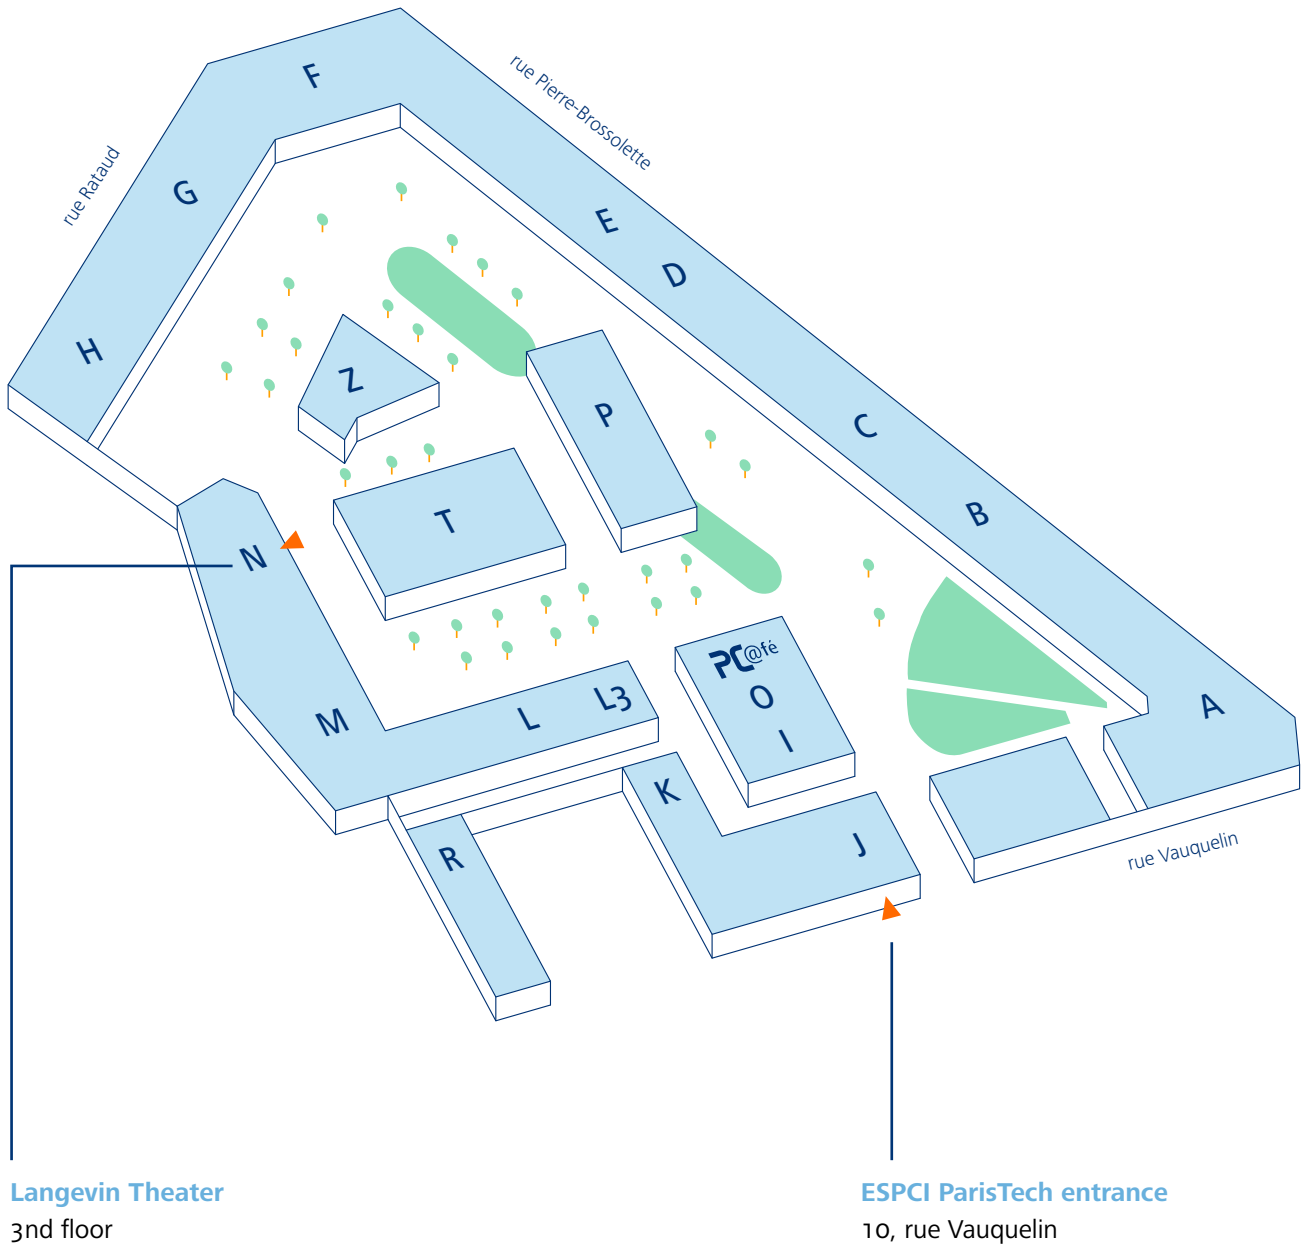 F
rue Pierre-Brossolette
rue Rataud
G
E
D
H
Z
P
C
B
T
N
PC@fé
O
I
L3
L
M
A
K
J
R
rue Vauquelin
Langevin Theater
3nd floor
ESPCI ParisTech entrance
10, rue Vauquelin